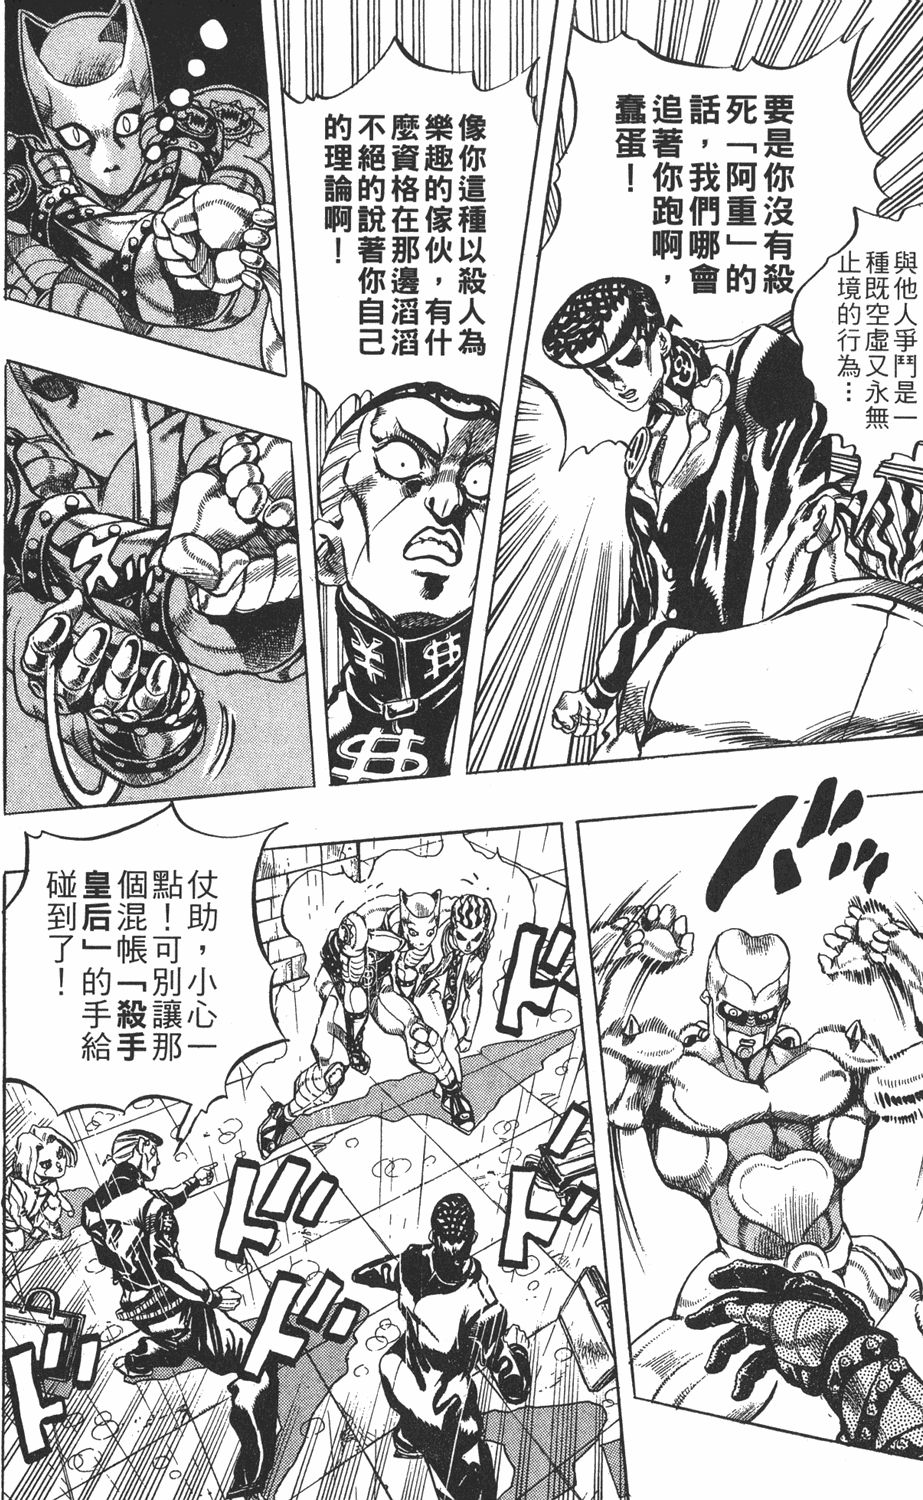 與他人爭鬥是一
種既空虛又永無
止境的行為…
要是你沒有殺
死「阿重」的
話，我們哪會
追著你跑啊，
蠢蛋！
像你這種以殺人為
樂趣的傢伙，有什
麼資格在那邊滔滔
不絕的說著你自己
的理論啊！
ズズッ
バッ
仗助，小心一
點！可別讓那
個混帳「殺手
皇后」的手給
碰到了！
ドドドドド